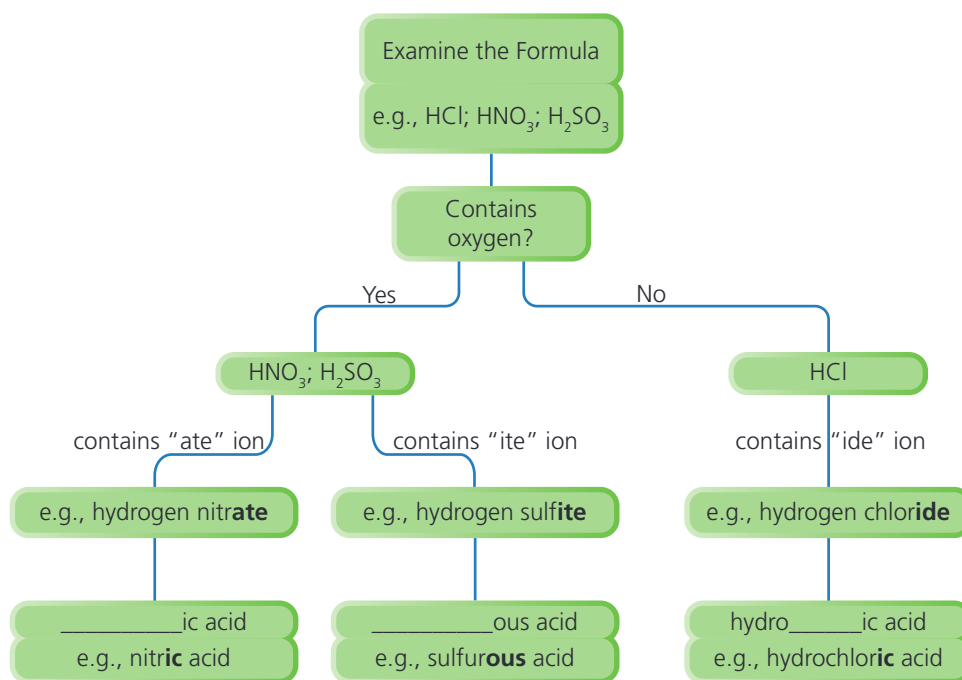 Examine the Formula
e.g., HCl; HNO₃; H₂SO₃
Contains
oxygen?
Yes
No
HNO₃; H₂SO₃
HCl
contains “ate” ion
contains “ite” ion
contains “ide” ion
e.g., hydrogen nitrate
e.g., hydrogen sulfite
e.g., hydrogen chloride
__________ic acid
e.g., nitric acid
__________ous acid
e.g., sulfurous acid
hydro______ic acid
e.g., hydrochloric acid